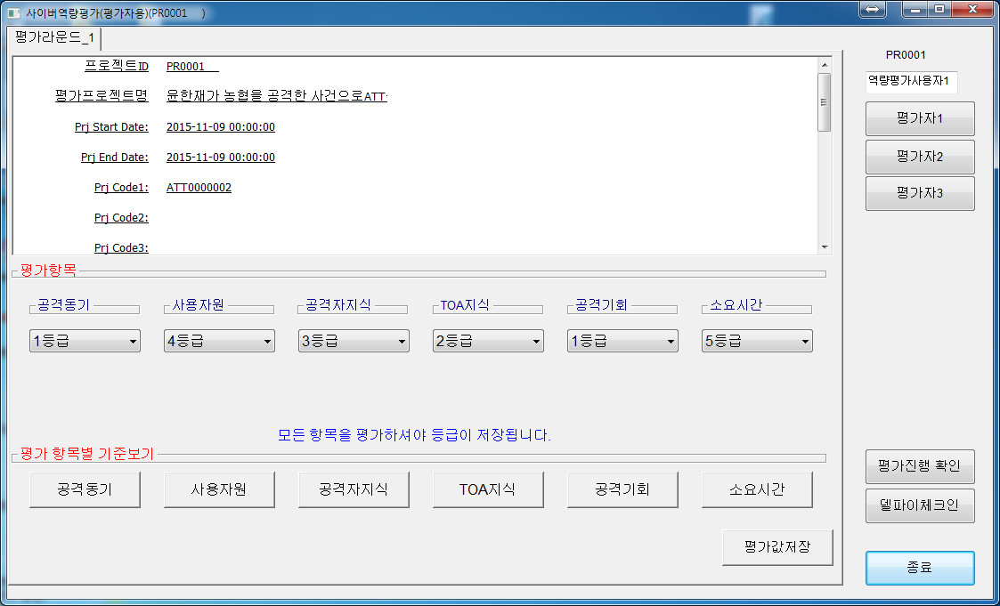 사이버역량평가(평가자용)(PR0001 )
평가라운드_1
프로젝트ID PR0001
평가프로젝트명 윤한재가 농협을 공격한 사건으로ATT
Prj Start Date: 2015-11-09 00:00:00
Prj End Date: 2015-11-09 00:00:00
Prj Code1: ATT0000002
Prj Code2:
Prj Code3:
평가항목
공격동기 사용자원 공격자지식 TOA지식 공격기회 소요시간
1등급 4등급 3등급 2등급 1등급 5등급
모든 항목을 평가하셔야 등급이 저장됩니다.
평가 항목별 기준보기
공격동기 사용자원 공격자지식 TOA지식 공격기회 소요시간
평가값저장
PR0001
역량평가사용자1
평가자1
평가자2
평가자3
평가진행 확인
델파이체크인
종료